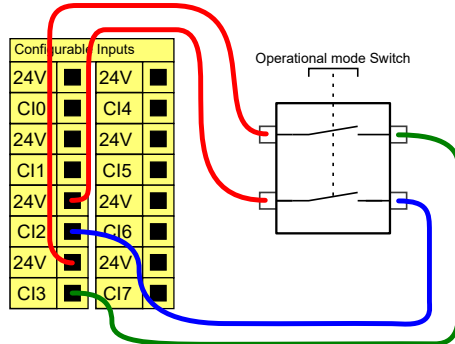 Configurable Inputs
Operational mode Switch
24V 24V
CI0 CI4
24V 24V
CI1 CI5
24V 24V
CI2 CI6
24V 24V
CI3 CI7